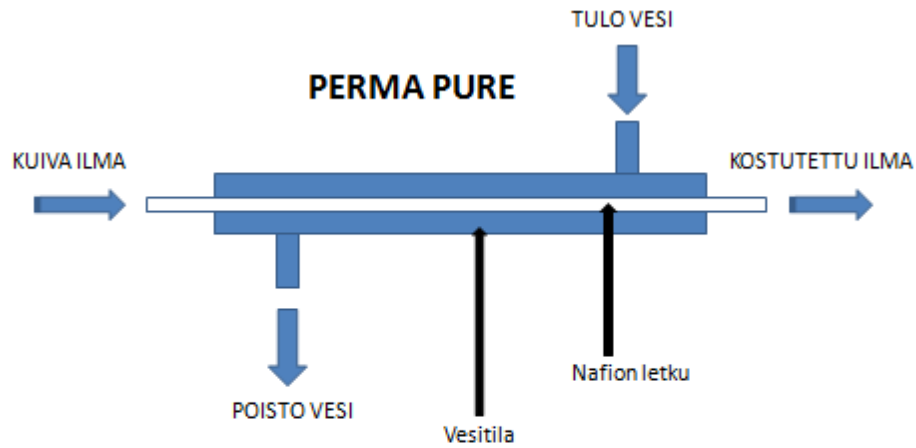 TULO VESI
PERMA PURE
KUIVA ILMA
KOSTUTETTU ILMA
Nafion letku
POISTO VESI
Vesitila